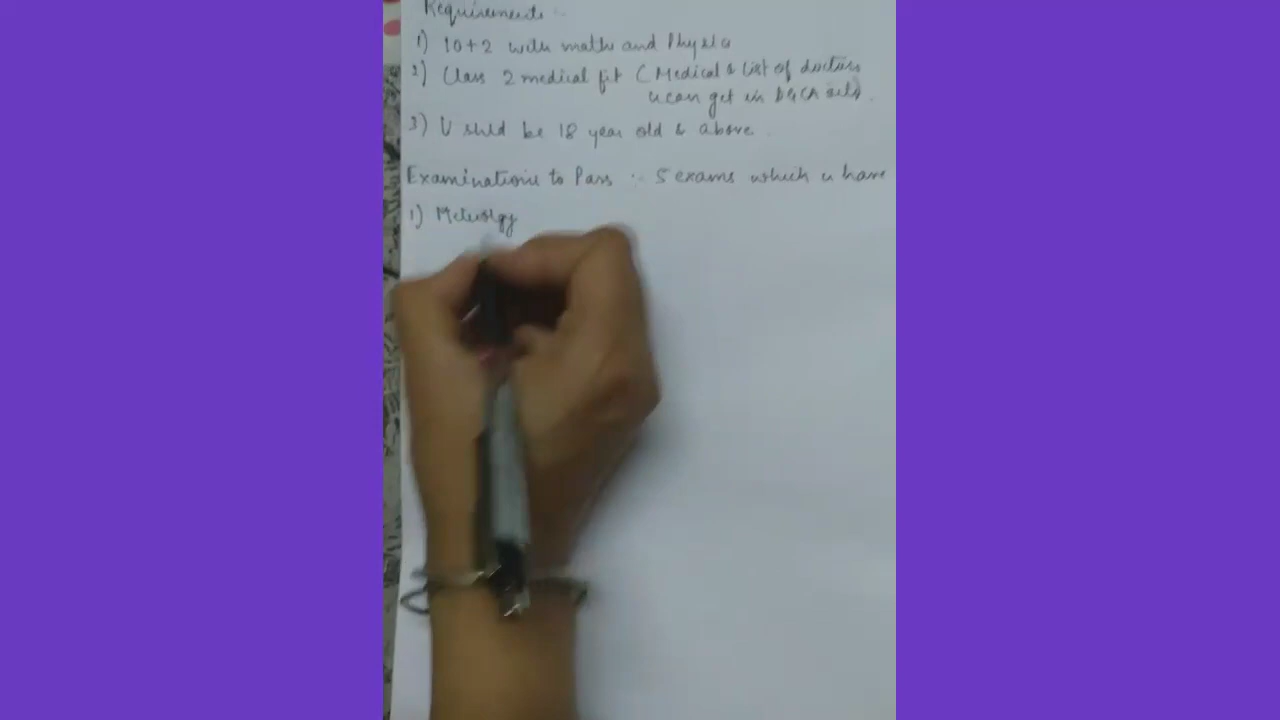 Requirements :-
1) 10+2 with maths and Physics
2) Class 2 medical fit ( Medical & list of doctors
u can get in DGCA site)
3) U shld be 18 year old & above.
Examinations to Pass :- 5 exams which u have
1) Meteorlgy